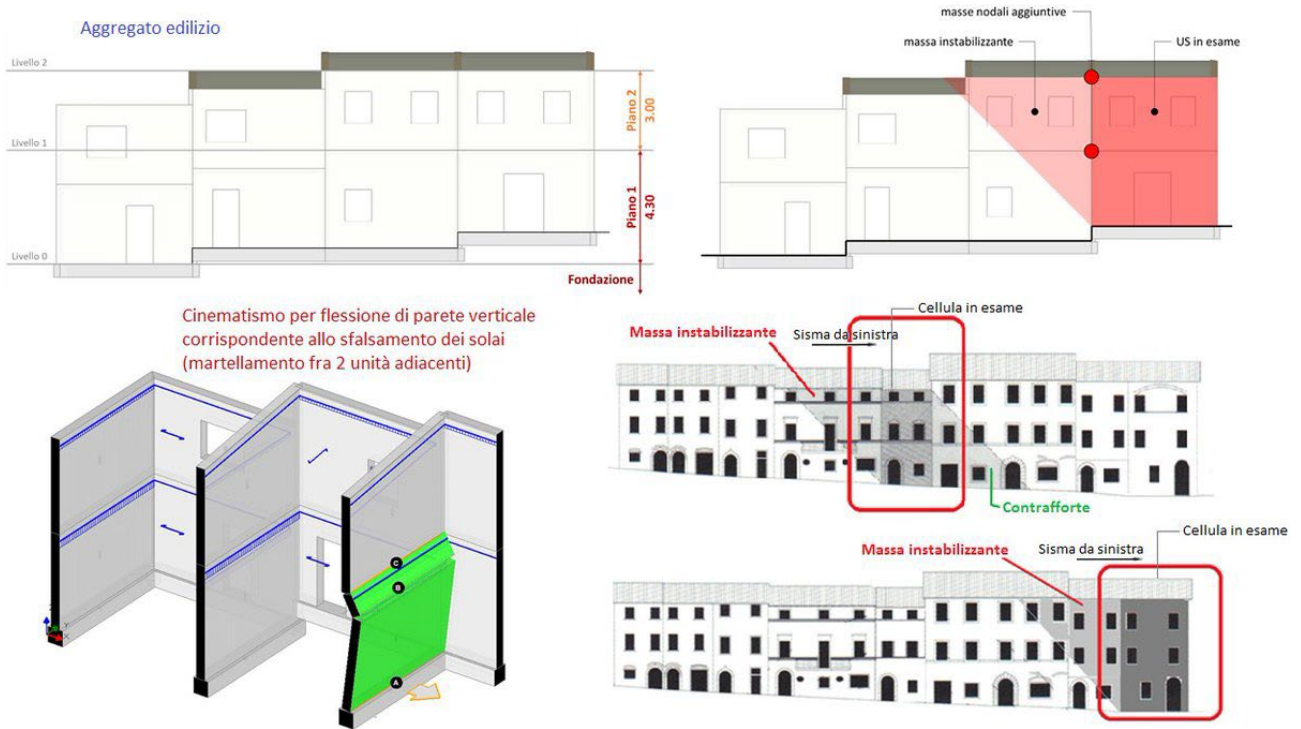 Aggregato edilizio
Livello 2
Livello 1
Livello 0
Piano 2
3.00
Piano 1
4.30
Fondazione
masse nodali aggiuntive
massa instabilizzante
US in esame
Cinematismo per flessione di parete verticale
corrispondente allo sfalsamento dei solai
(martellamento fra 2 unità adiacenti)
C
B
A
X
Y
Cellula in esame
Massa instabilizzante
Sisma da sinistra
Contrafforte
Cellula in esame
Massa instabilizzante
Sisma da sinistra